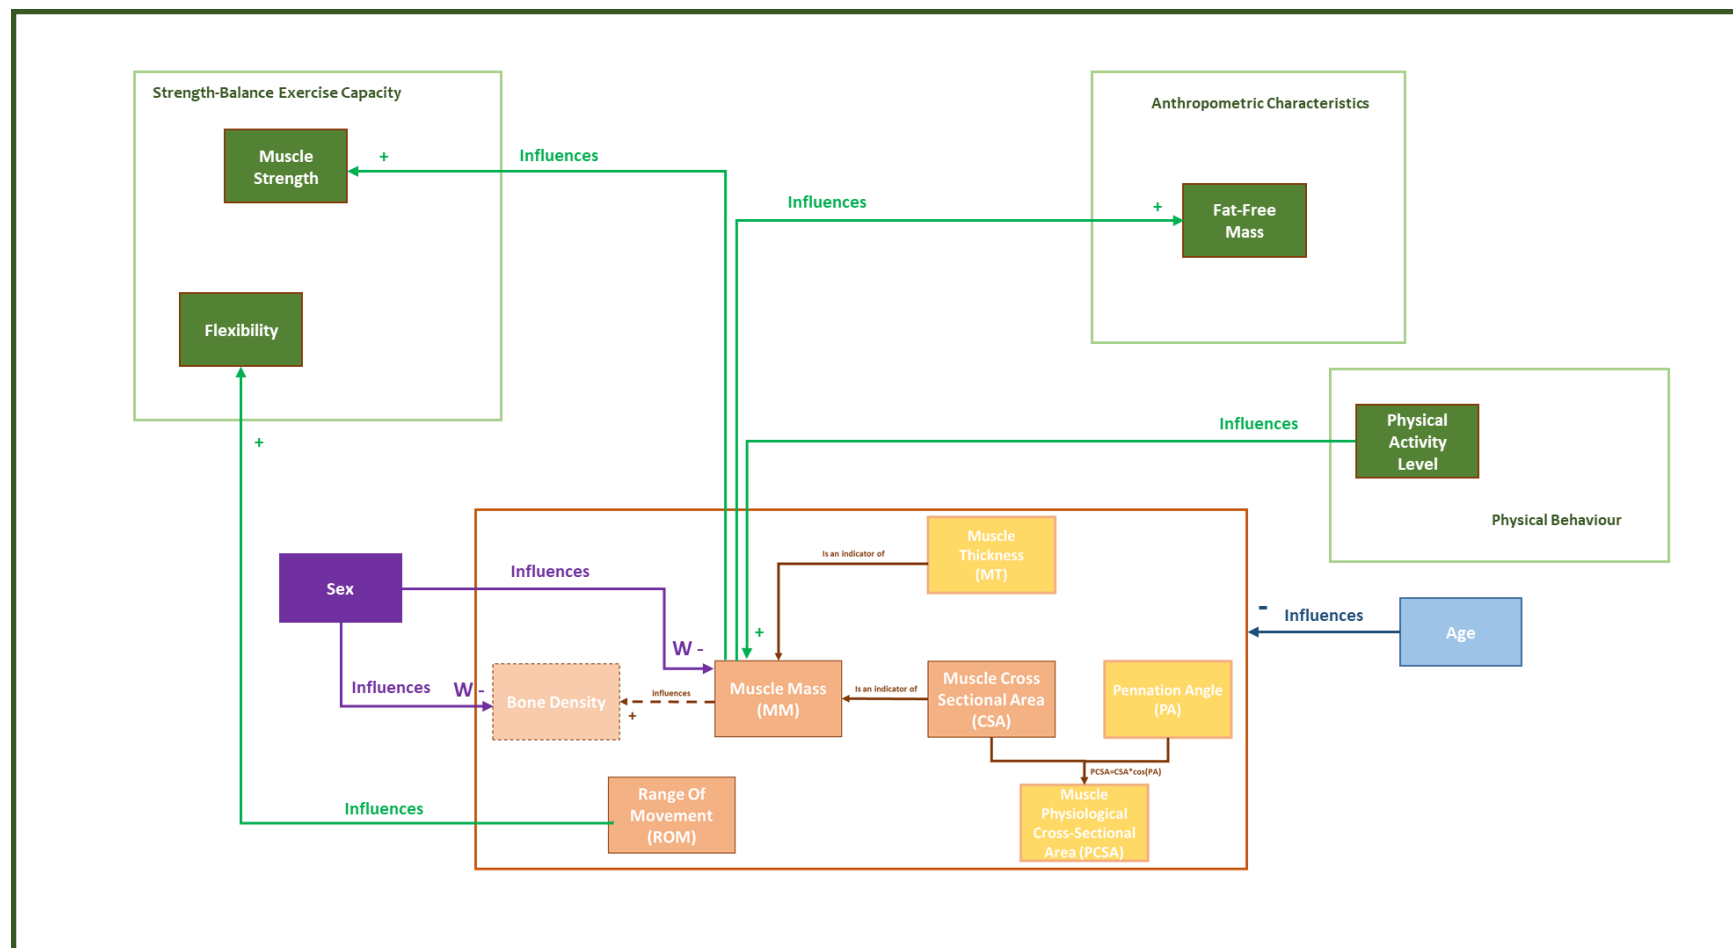 Strength-Balance Exercise Capacity
Muscle
Strength
+
Influences
Flexibility
+
Anthropometric Characteristics
Influences
+
Fat-Free
Mass
Influences
Physical
Activity
Level
Physical Behaviour
Sex
Influences
W -
Influences
W -
Bone Density
influences
+
+
Muscle Mass
(MM)
Is an indicator of
Muscle
Thickness
(MT)
Is an indicator of
Muscle Cross
Sectional Area
(CSA)
Pennation Angle
(PA)
PCSA=CSA*cos(PA)
Muscle
Physiological
Cross-Sectional
Area (PCSA)
Influences
Range Of
Movement
(ROM)
-
Influences
Age